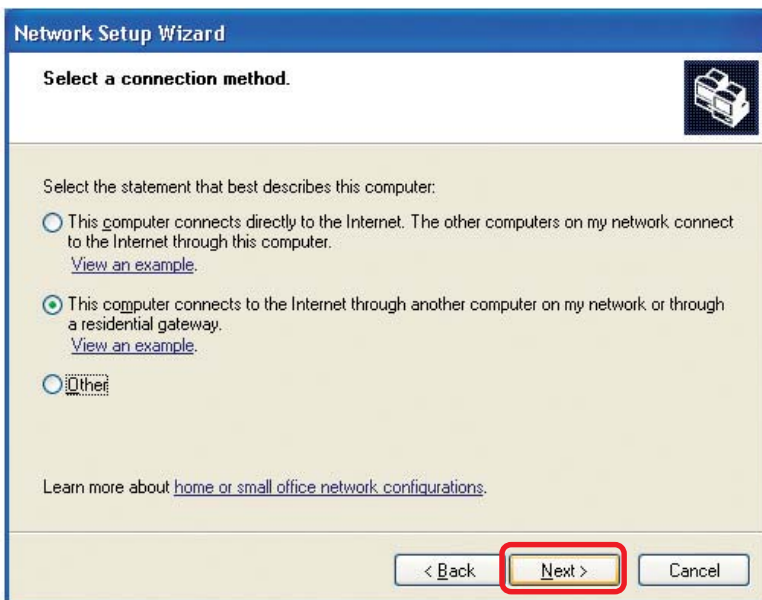 Network Setup Wizard
Select a connection method.
Select the statement that best describes this computer:
This computer connects directly to the Internet. The other computers on my network connect
to the Internet through this computer.
View an example.
This computer connects to the Internet through another computer on my network or through
a residential gateway.
View an example.
Other
Learn more about home or small office network configurations.
< Back Next > Cancel